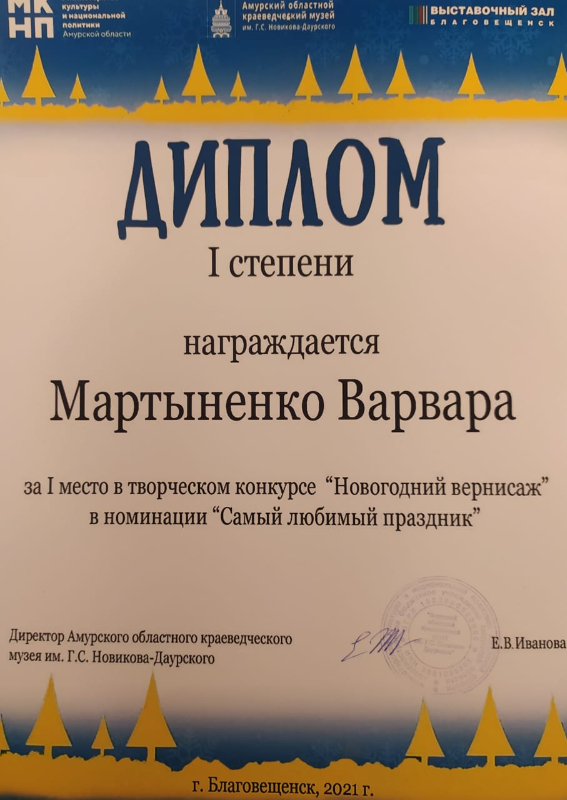 МК
НП
культуры
и национальной
политики
Амурской области
Амурский областной
краеведческий музей
им. Г.С. Новикова-Даурского
ВЫСТАВОЧНЫЙ ЗАЛ
БЛАГОВЕЩЕНСК
ДИПЛОМ
I степени
награждается
Мартыненко Варвара
за I место в творческом конкурсе “Новогодний вернисаж”
в номинации “Самый любимый праздник”
Директор Амурского областного краеведческого
музея им. Г.С. Новикова-Даурского
Е.В.Иванова
г. Благовещенск, 2021 г.